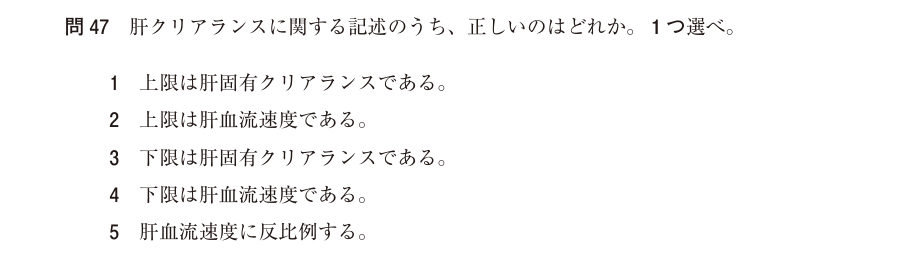 問 47　肝クリアランスに関する記述のうち、正しいのはどれか。1つ選べ。
1　上限は肝固有クリアランスである。
2　上限は肝血流速度である。
3　下限は肝固有クリアランスである。
4　下限は肝血流速度である。
5　肝血流速度に反比例する。